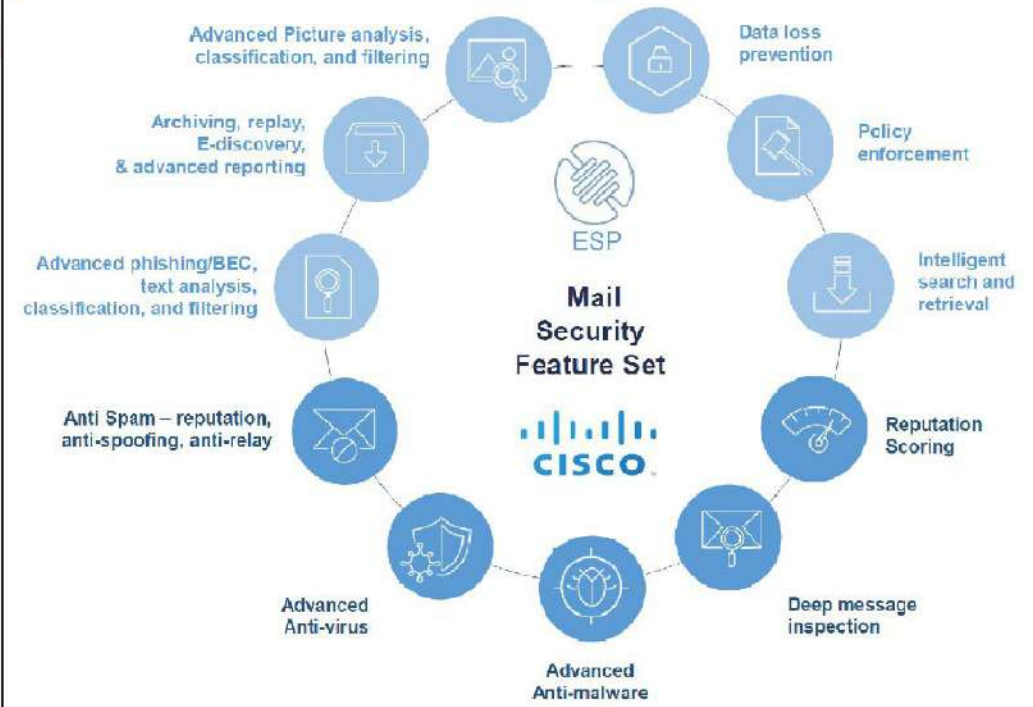 Advanced Picture analysis,
classification, and filtering
Data loss
prevention
Archiving, replay,
E-discovery,
& advanced reporting
Policy
enforcement
ESP
Advanced phishing/BEC,
text analysis,
classification, and filtering
Intelligent
search and
retrieval
Mail
Security
Feature Set
Anti Spam – reputation,
anti-spoofing, anti-relay
CISCO
Reputation
Scoring
Advanced
Anti-virus
Deep message
inspection
Advanced
Anti-malware